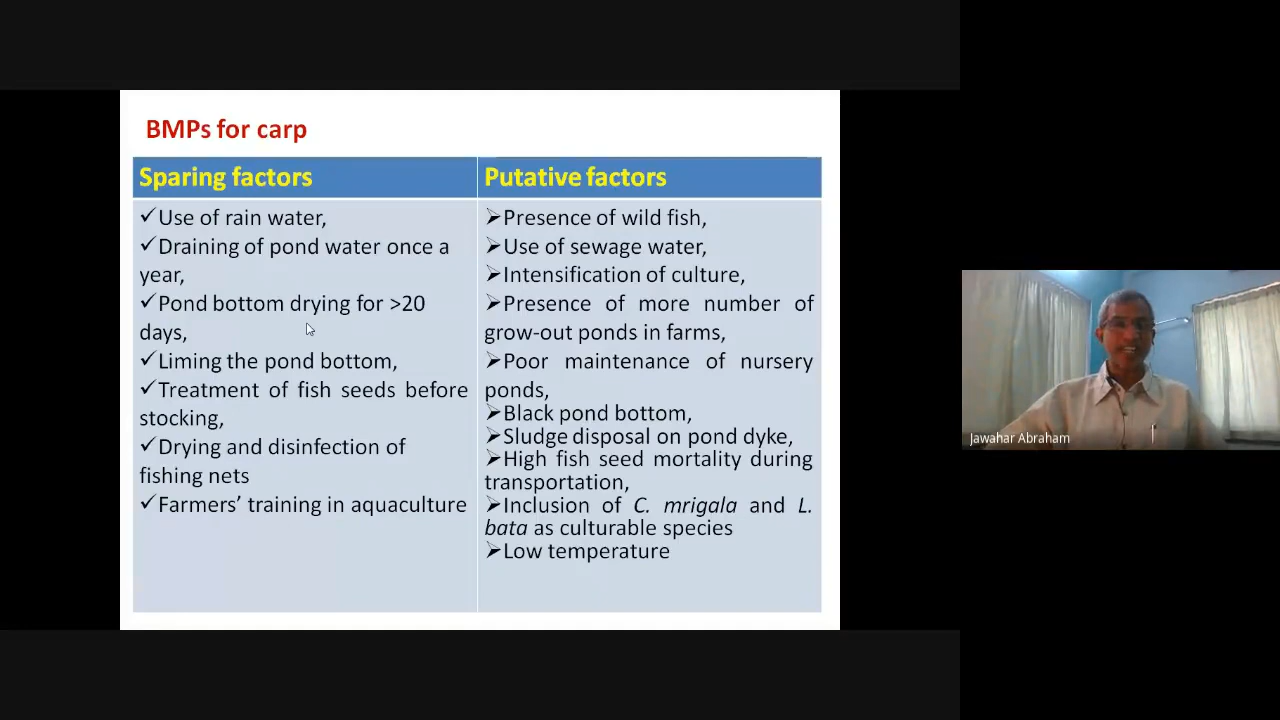 BMPs for carp
Sparing factors
✓Use of rain water,
✓Draining of pond water once a
year,
✓Pond bottom drying for >20
days,
✓Liming the pond bottom,
✓Treatment of fish seeds before
stocking,
✓Drying and disinfection of
fishing nets
✓Farmers’ training in aquaculture
Putative factors
➢Presence of wild fish,
➢Use of sewage water,
➢Intensification of culture,
➢Presence of more number of
grow-out ponds in farms,
➢Poor maintenance of nursery
ponds,
➢Black pond bottom,
➢Sludge disposal on pond dyke,
➢High fish seed mortality during
transportation,
➢Inclusion of C. mrigala and L.
bata as culturable species
➢Low temperature
Jawahar Abraham